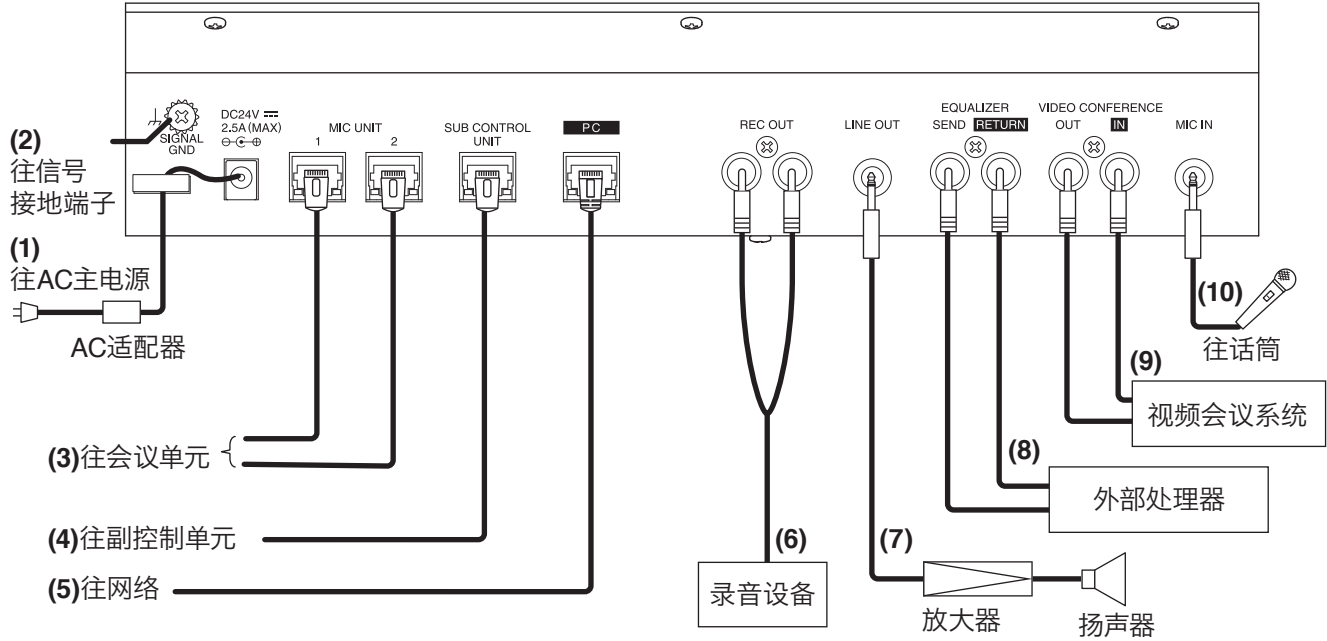 (2)
往信号
接地端子
SIGNAL
GND
DC24V
2.5A(MAX)
MIC UNIT
1
2
SUB CONTROL
UNIT
PC
REC OUT
LINE OUT
EQUALIZER
SEND RETURN
VIDEO CONFERENCE
OUT IN
MIC IN
(1)
往AC主电源
AC适配器
(10)
往话筒
(9)
视频会议系统
(3)往会议单元
(8)
外部处理器
(4)往副控制单元
(6)
(7)
(5)往网络
录音设备
放大器
扬声器